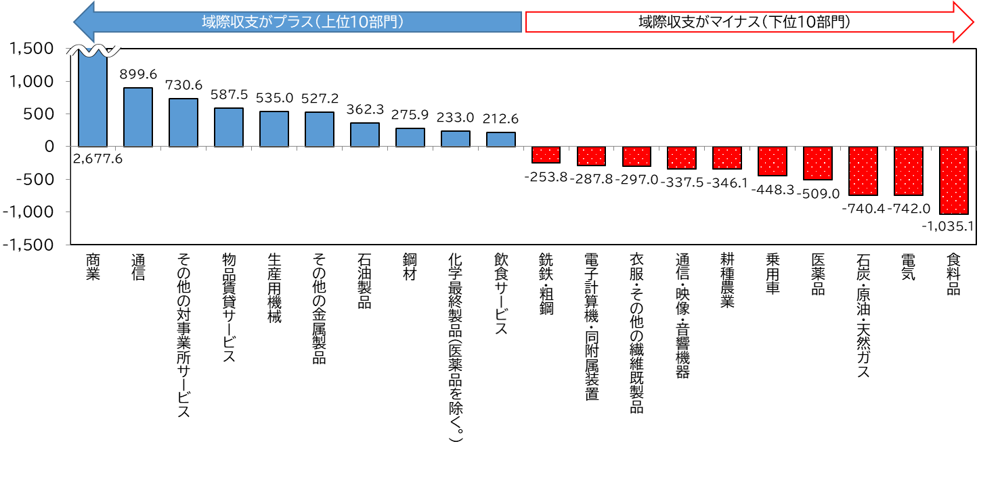 域際収支がプラス（上位10部門）
域際収支がマイナス（下位10部門）
1,500
1,000
500
0
-500
-1,000
-1,500
2,677.6
899.6
730.6
587.5
535.0
527.2
362.3
275.9
233.0
212.6
-253.8
-287.8
-297.0
-337.5
-346.1
-448.3
-509.0
-740.4
-742.0
-1,035.1
商業
通信
その他の対事業所サービス
物品賃貸サービス
生産用機械
その他の金属製品
石油製品
鋼材
化学最終製品（医薬品を除く。）
飲食サービス
銑鉄・粗鋼
電子計算機・同附属装置
衣服・その他の繊維既製品
通信・映像・音響機器
耕種農業
乗用車
医薬品
石炭・原油・天然ガス
電気
食料品